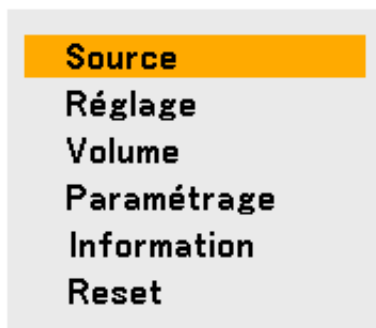 Source
Réglage
Volume
Paramétrage
Information
Reset